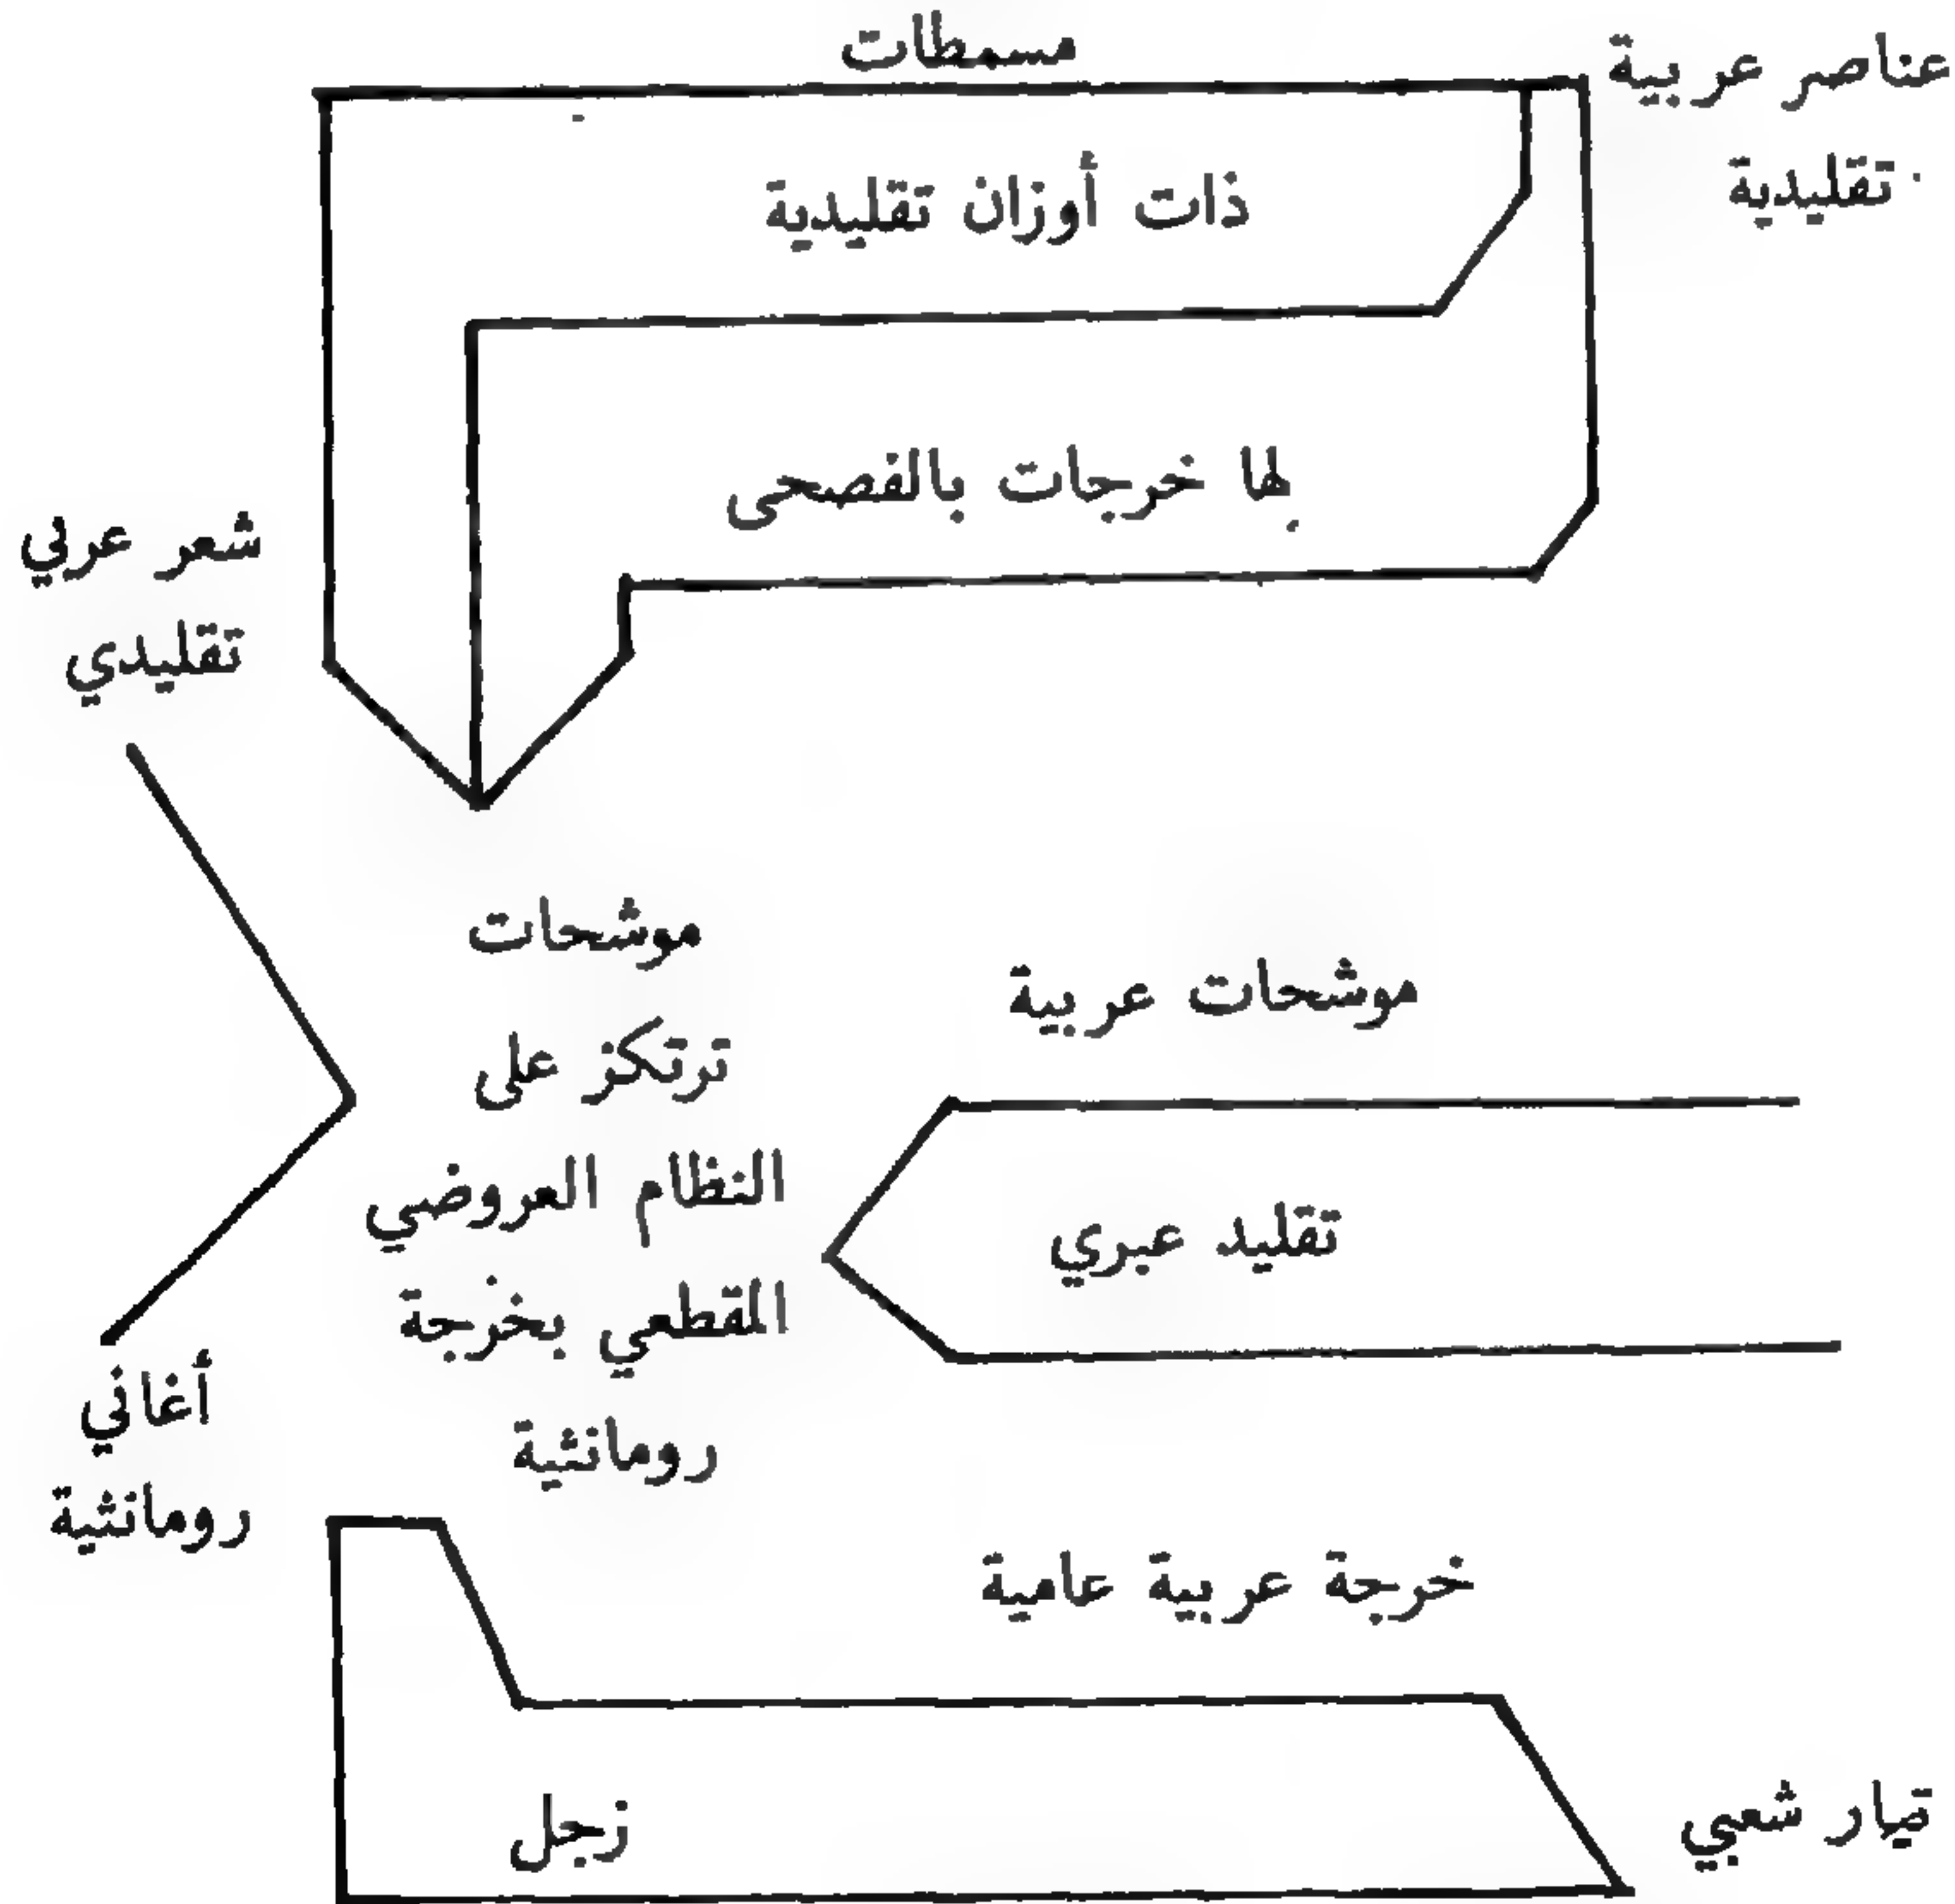 مسمطات
عناصر عربية
تقليدية
ذات أوزان تقليدية
لها خرجات بالفصحى
شعر عربي
تقليدي
موشحات
ترتكز على
النظام العروضي
المقطعي بخرجة
رومانثية
موشحات عربية
تقليد عبري
أغاني
رومانثية
خرجة عربية عامية
زجل
تيار شعبي